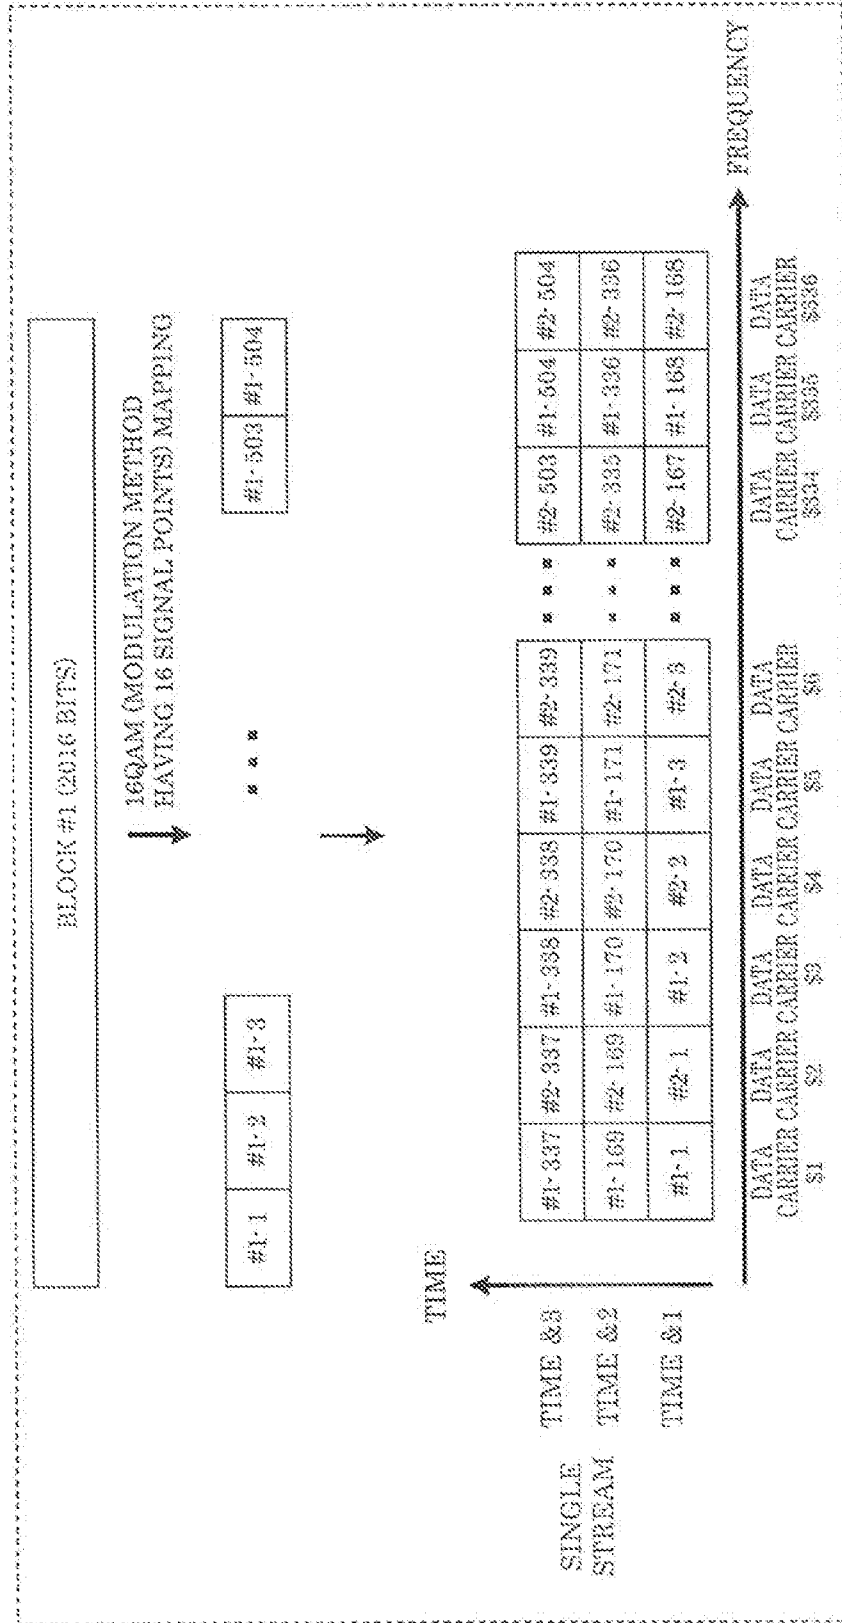 BLOCK #1 (2016 BITS)
16QAM (MODULATION METHOD
HAVING 16 SIGNAL POINTS) MAPPING
#1-1 #1-2 #1-3 #1-503 #1-504
TIME
SINGLE
STREAM
TIME &3 #1-337 #2-337 #1-338 #2-338 #1-339 #2-339 #2-503 #1-504 #2-504
TIME &2 #1-169 #2-169 #1-170 #2-170 #1-171 #2-171 #2-335 #1-336 #2-336
TIME &1 #1-1 #2-1 #1-2 #2-2 #1-3 #2-3 #2-167 #1-168 #2-168
FREQUENCY
DATA DATA DATA DATA DATA DATA DATA DATA DATA
CARRIER CARRIER CARRIER CARRIER CARRIER CARRIER CARRIER CARRIER CARRIER
$1 $2 $3 $4 $5 $6 $334 $335 $336